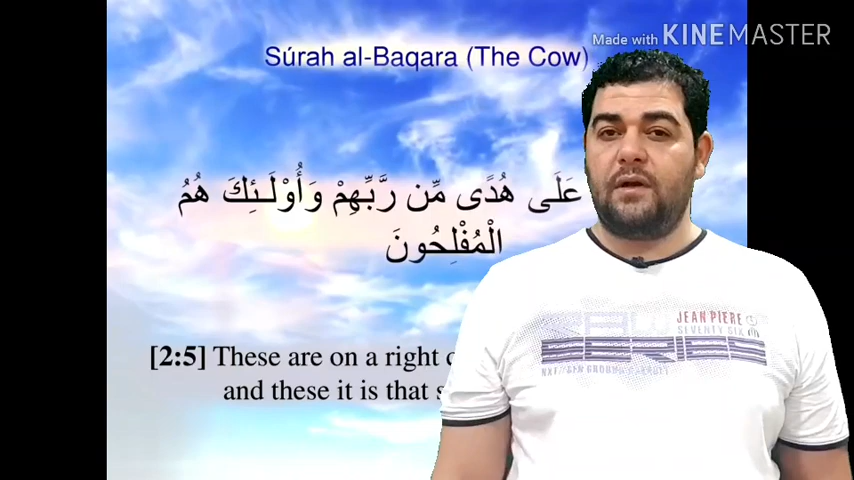 Made with KINEMASTER
Súrah al-Baqara (The Cow)
عَلَى هُدًى مِّن رَّبِّهِمْ وَأُوْلَـئِكَ هُمُ
الْمُفْلِحُونَ
[2:5] These are on a right
and these it is that
JEAN PIERE
SEVENTY SIX